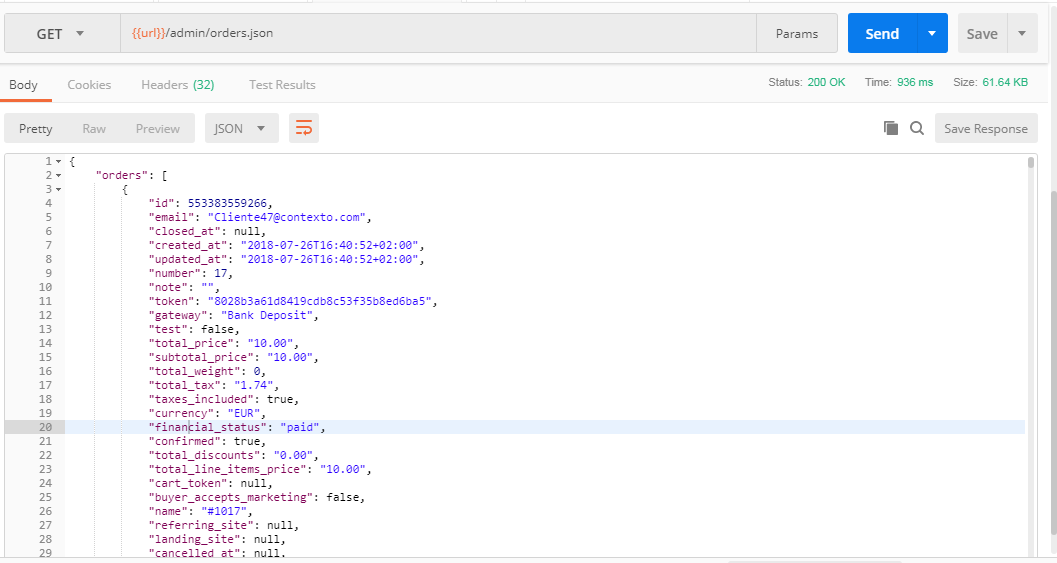 GET {{url}}/admin/orders.json Params Send Save
Body Cookies Headers (32) Test Results Status: 200 OK Time: 936 ms Size: 61.64 KB
Pretty Raw Preview JSON Save Response
1 {
2 "orders": [
3 {
4 "id": 553383559266,
5 "email": "Cliente47@contexto.com",
6 "closed_at": null,
7 "created_at": "2018-07-26T16:40:52+02:00",
8 "updated_at": "2018-07-26T16:40:52+02:00",
9 "number": 17,
10 "note": "",
11 "token": "8028b3a61d8419cdb8c53f35b8ed6ba5",
12 "gateway": "Bank Deposit",
13 "test": false,
14 "total_price": "10.00",
15 "subtotal_price": "10.00",
16 "total_weight": 0,
17 "total_tax": "1.74",
18 "taxes_included": true,
19 "currency": "EUR",
20 "financial_status": "paid",
21 "confirmed": true,
22 "total_discounts": "0.00",
23 "total_line_items_price": "10.00",
24 "cart_token": null,
25 "buyer_accepts_marketing": false,
26 "name": "#1017",
27 "referring_site": null,
28 "landing_site": null,
29 "cancelled_at": null,